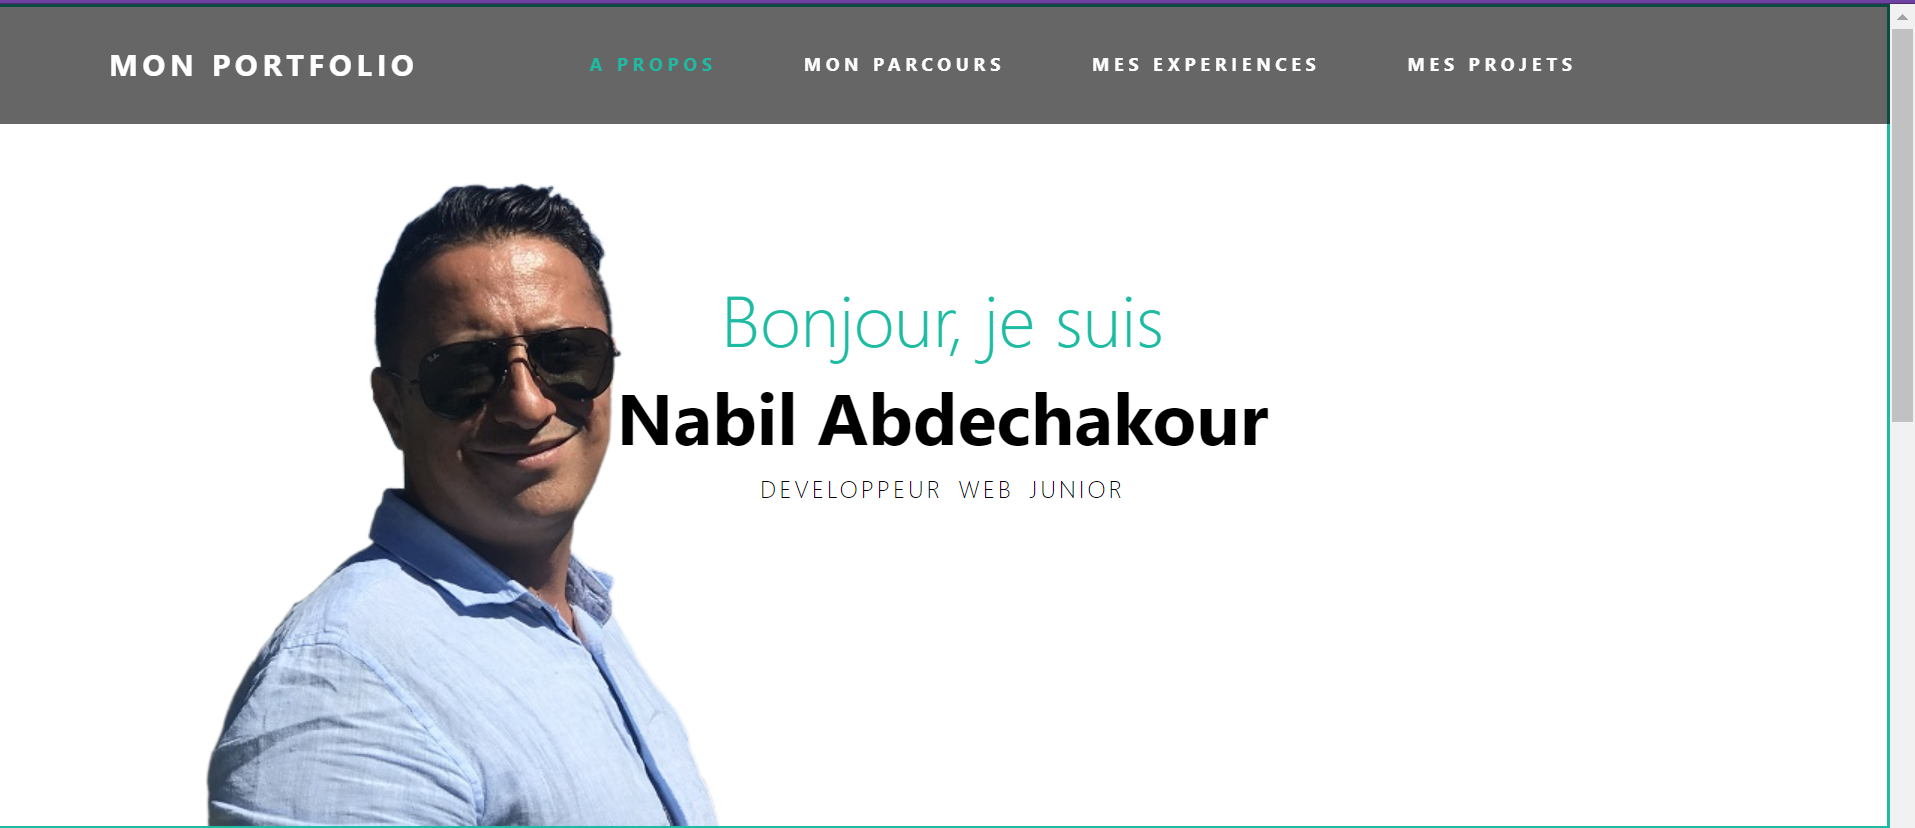 MON PORTFOLIO
A PROPOS
MON PARCOURS
MES EXPERIENCES
MES PROJETS
Bonjour, je suis
Nabil Abdechakour
DEVELOPPEUR WEB JUNIOR